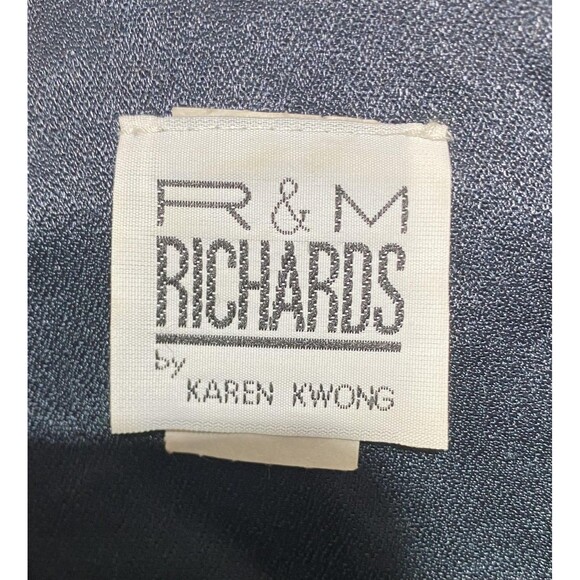 R & M
RICHARDS
by
KAREN KWONG